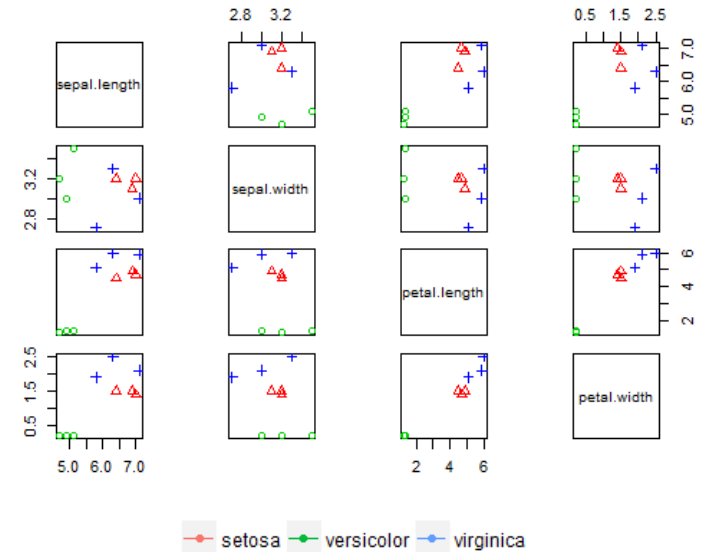 2.8 3.2
0.5 1.5 2.5
sepal.length
5.0 6.0 7.0
2.8 3.2
sepal.width
petal.length
2 4 6
0.5 1.5 2.5
petal.width
5.0 6.0 7.0
2 4 6
setosa versicolor virginica